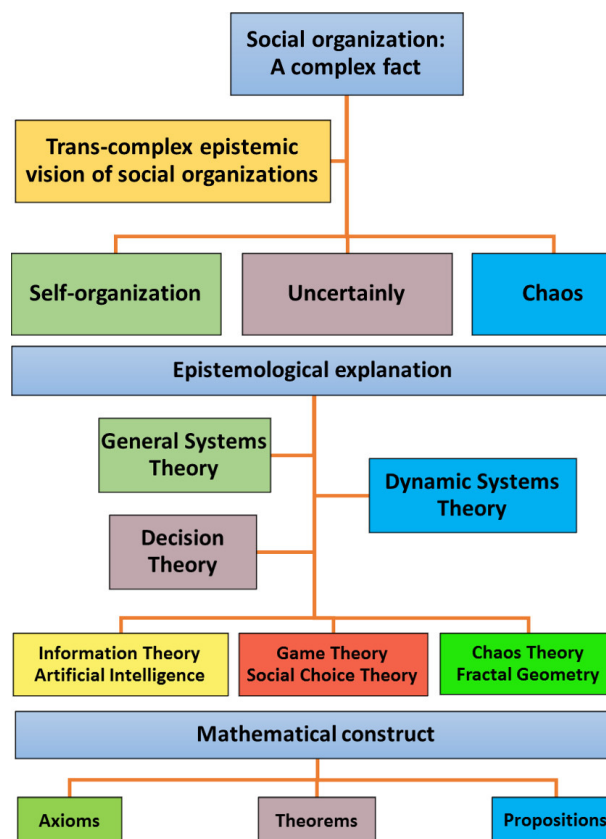 Social organization:
A complex fact
Trans-complex epistemic
vision of social organizations
Self-organization
Uncertainly
Chaos
Epistemological explanation
General Systems
Theory
Dynamic Systems
Theory
Decision
Theory
Information Theory
Artificial Intelligence
Game Theory
Social Choice Theory
Chaos Theory
Fractal Geometry
Mathematical construct
Axioms
Theorems
Propositions